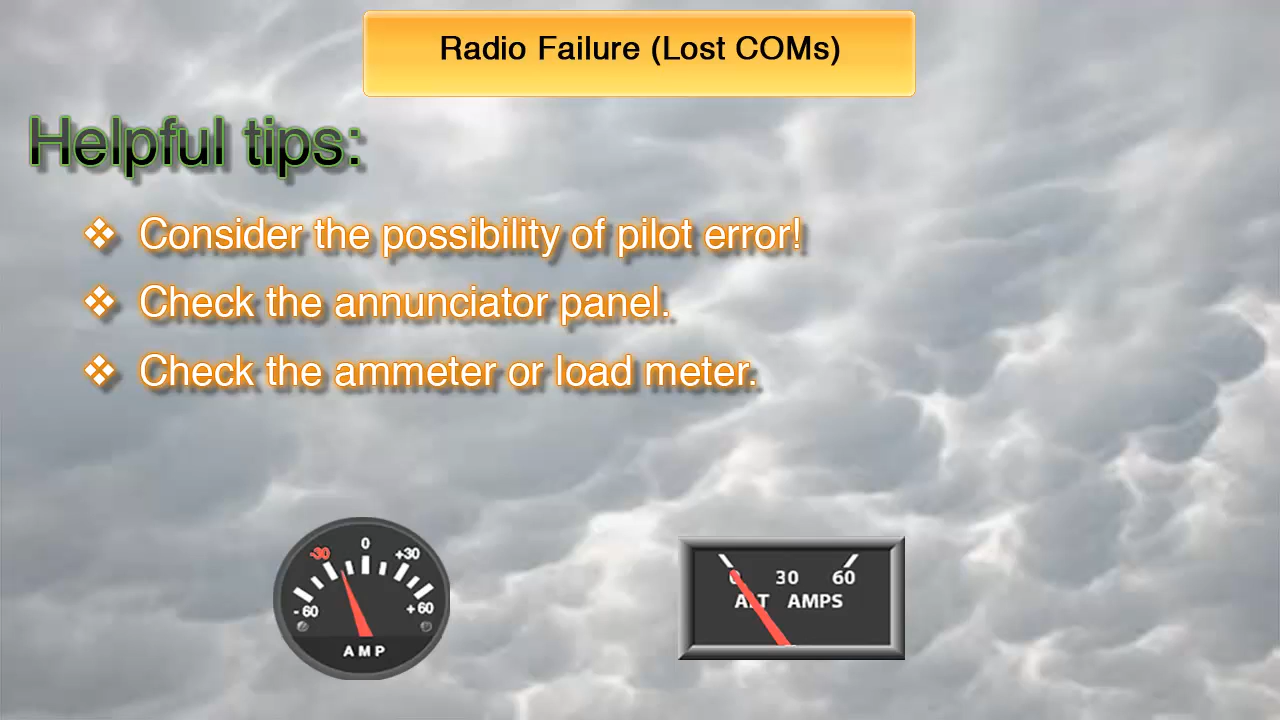 Radio Failure (Lost COMs)
Helpful tips:
❖ Consider the possibility of pilot error!
❖ Check the annunciator panel.
❖ Check the ammeter or load meter.
-30 0 +30
-60 +60
AMP
0 30 60
ALT AMPS